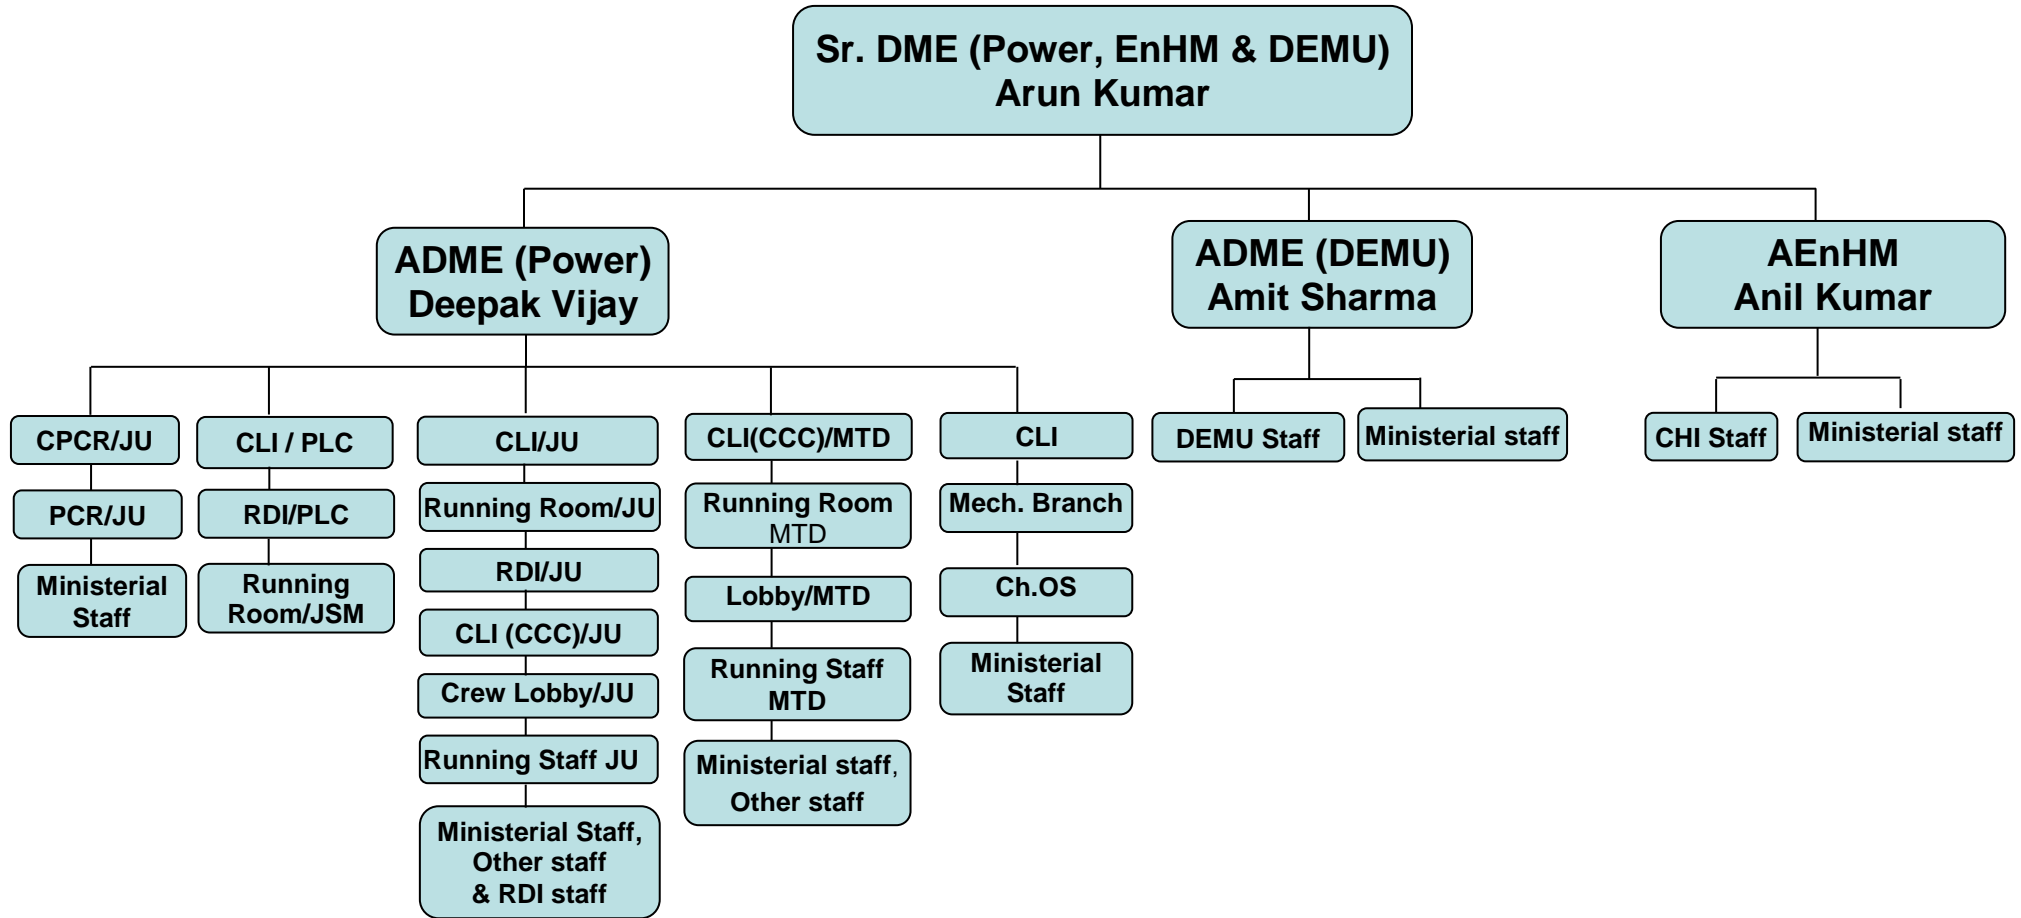 Sr. DME (Power, EnHM & DEMU)
Arun Kumar
ADME (Power)
Deepak Vijay
ADME (DEMU)
Amit Sharma
AEnHM
Anil Kumar
CPCR/JU
PCR/JU
Ministerial
Staff
CLI / PLC
RDI/PLC
Running
Room/JSM
CLI/JU
Running Room/JU
RDI/JU
CLI (CCC)/JU
Crew Lobby/JU
Running Staff JU
Ministerial Staff,
Other staff
& RDI staff
CLI(CCC)/MTD
Running Room
MTD
Lobby/MTD
Running Staff
MTD
Ministerial staff,
Other staff
CLI
Mech. Branch
Ch.OS
Ministerial
Staff
DEMU Staff
Ministerial staff
CHI Staff
Ministerial staff